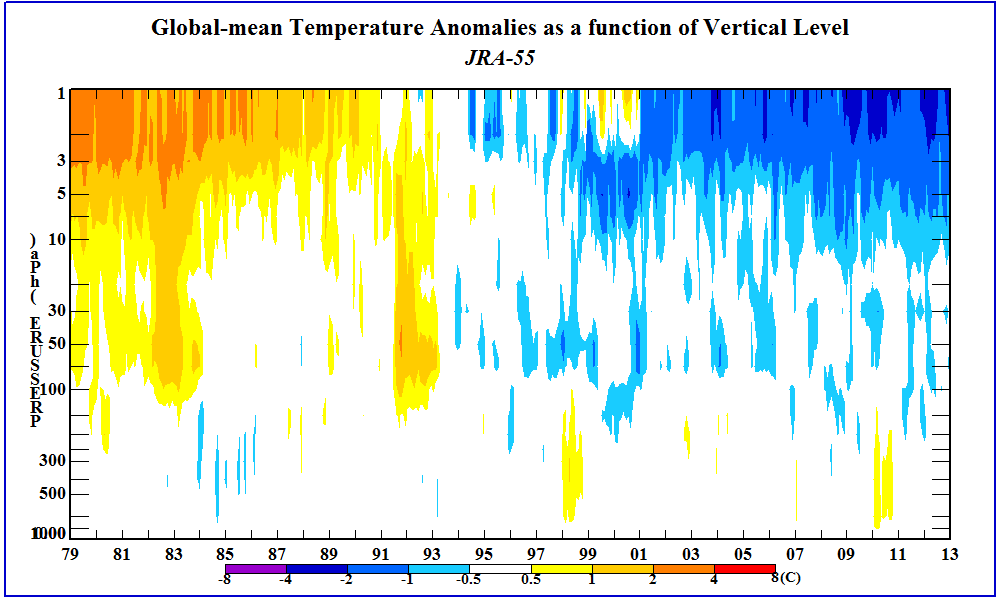 Global-mean Temperature Anomalies as a function of Vertical Level
JRA-55
PRESSURE (hPa)
1
3
5
10
30
50
100
300
500
1000
79 81 83 85 87 89 91 93 95 97 99 01 03 05 07 09 11 13
-8 -4 -2 -1 -0.5 0.5 1 2 4 8 (C)